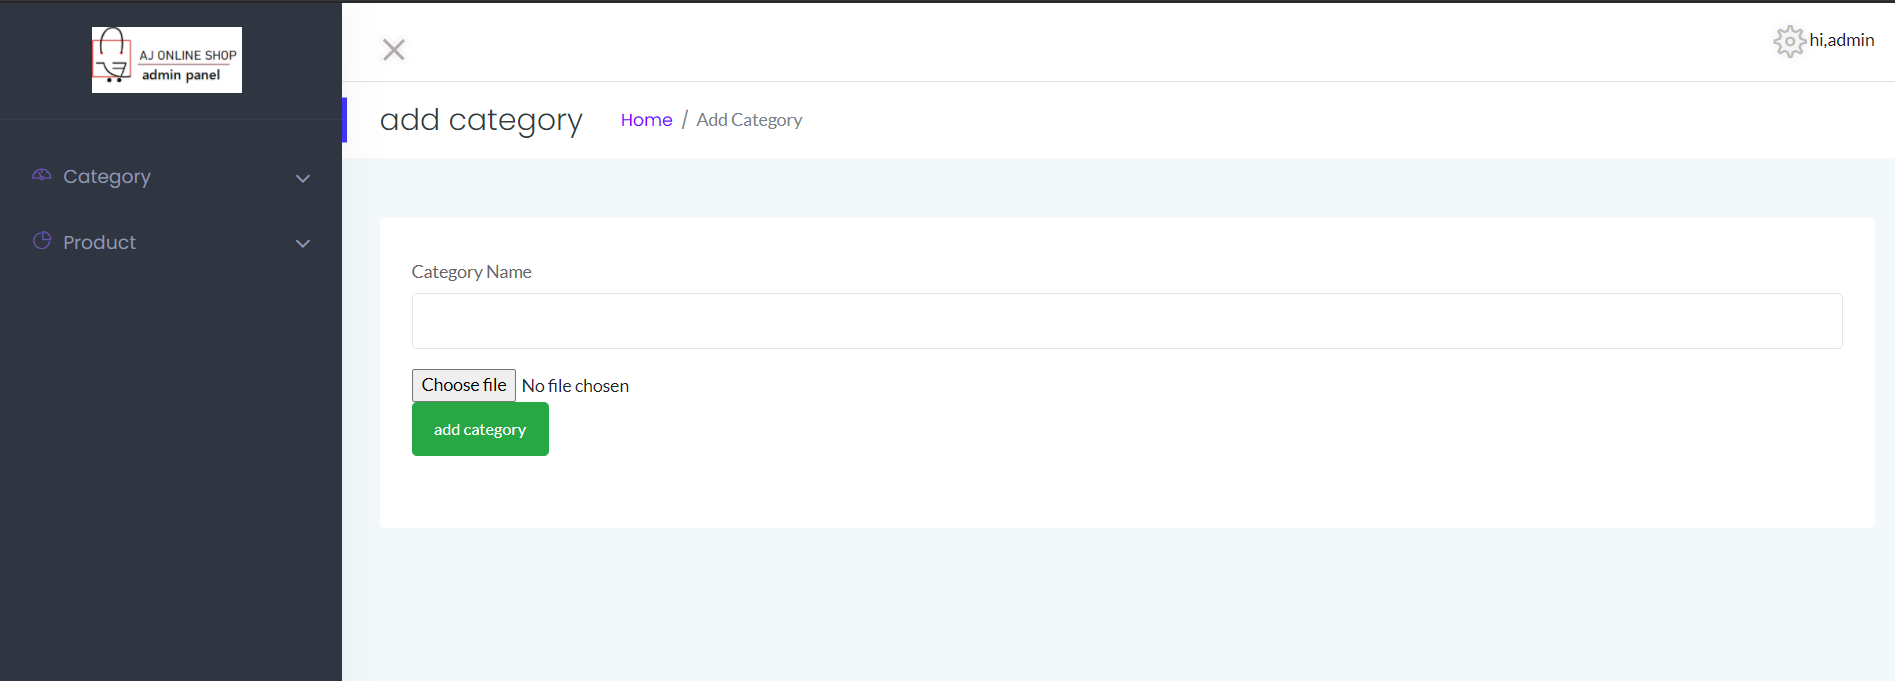 AJ ONLINE SHOP
admin panel
hi,admin
add category
Home / Add Category
Category
Product
Category Name
Choose file No file chosen
add category